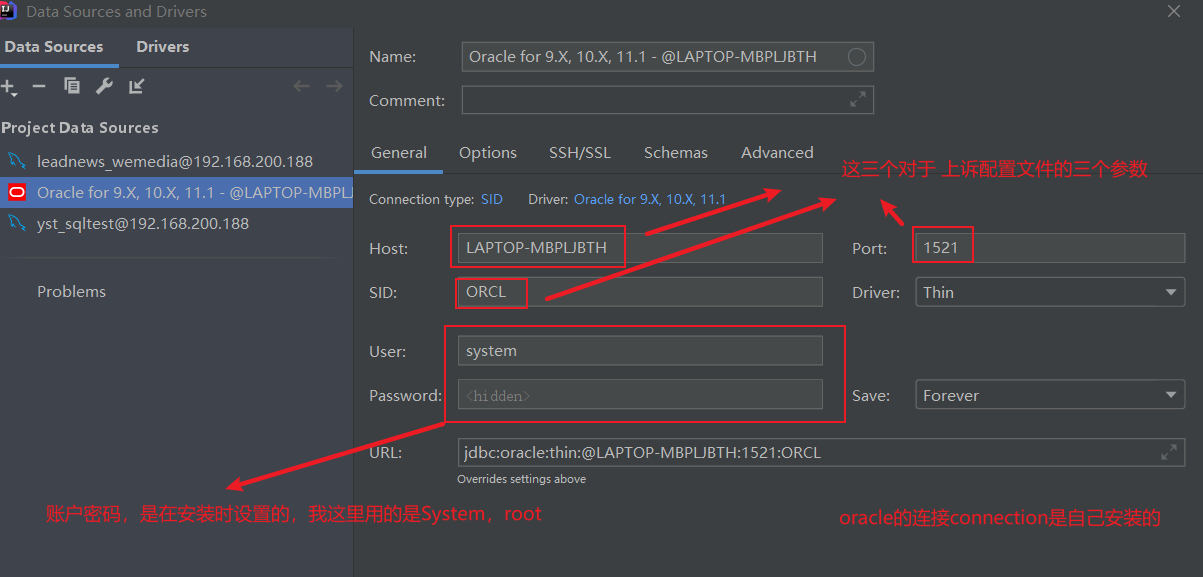 Data Sources and Drivers
Data Sources
Drivers
Project Data Sources
leadnews_wemedia@192.168.200.188
Oracle for 9.X, 10.X, 11.1 - @LAPTOP-MBPLJ
yst_sqltest@192.168.200.188
Problems
Name: Oracle for 9.X, 10.X, 11.1 - @LAPTOP-MBPLJBTH
Comment:
General Options SSH/SSL Schemas Advanced
这三个对于 上诉配置文件的三个参数
Connection type: SID Driver: Oracle for 9.X, 10.X, 11.1
Host: LAPTOP-MBPLJBTH Port: 1521
SID: ORCL Driver: Thin
User: system
Password: <hidden> Save: Forever
URL: jdbc:oracle:thin:@LAPTOP-MBPLJBTH:1521:ORCL
Overrides settings above
账户密码，是在安装时设置的，我这里用的是System，root
oracle的连接connection是自己安装的